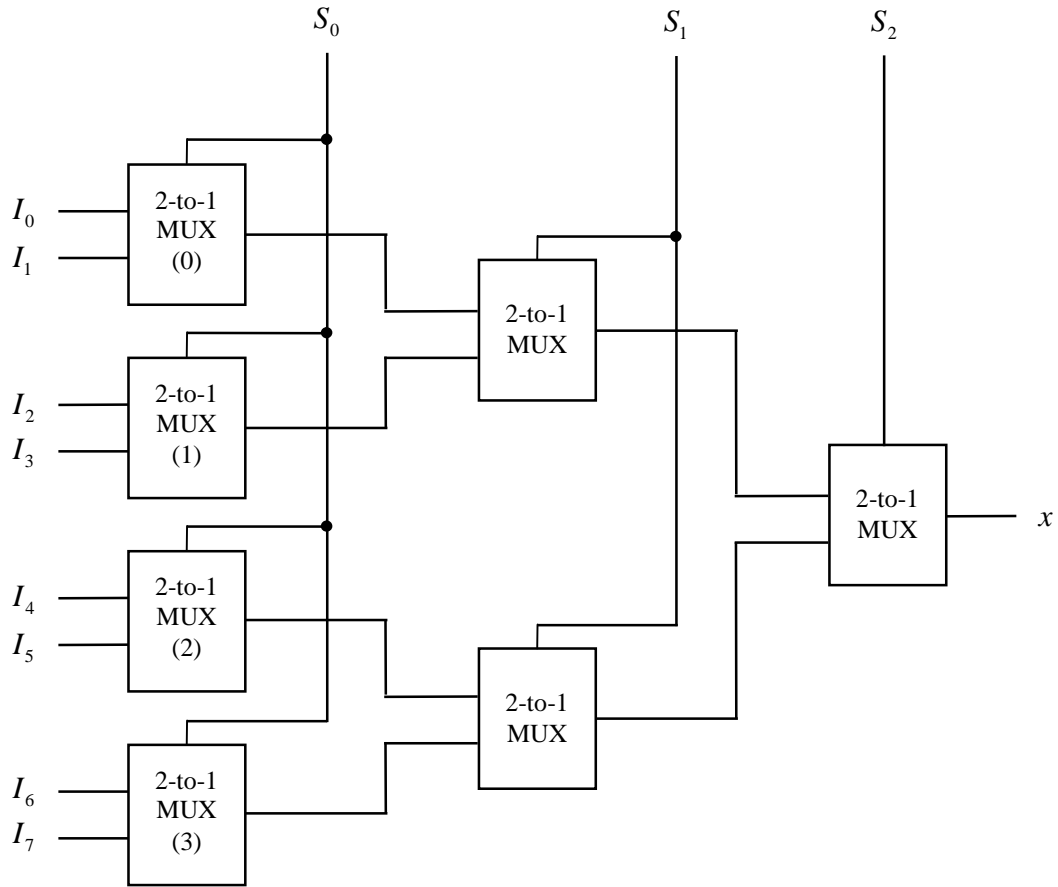 S₀
S₁
S₂
2-to-1
MUX
(0)
I₀
I₁
2-to-1
MUX
2-to-1
MUX
(1)
I₂
I₃
2-to-1
MUX
x
2-to-1
MUX
(2)
I₄
I₅
2-to-1
MUX
2-to-1
MUX
(3)
I₆
I₇